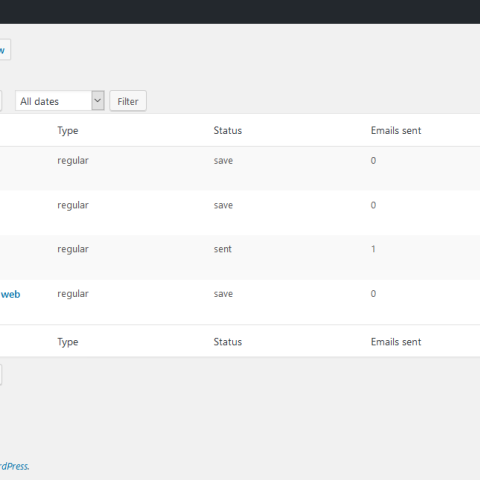 All dates Filter
Type Status Emails sent
regular save 0
regular save 0
regular sent 1
web regular save 0
Type Status Emails sent